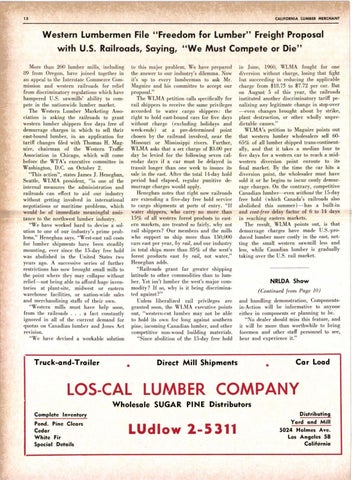 18
CALIFORNIA LUMBER MERCHANT
Western Lumbermen File "Freedom for Lumber" Freight Proposal
with U.S. Railroads, Saying, "We Must Compete or Die"
More than 200 lumber mills, including
89 from Oregon, have joined together in
an appeal to the Interstate Commerce Com-
mission and western railroads for relief
from discriminatory regulations which have
hampered U.S. sawmills' ability to com-
pete in the nationwide lumber market.
The Western Lumber Marketing Asso-
ciation is asking the railroads to grant
western lumber shippers five days free of
demurrage charges in which to sell their
east-bound lumber, in an application for
tariff changes filed with Thomas H. Mag-
uire, chairman of the Western Traffic
Association in Chicago, which will come
before the WTA's executive committee in
Washington, D.C., on October 2.
"This action," states James J. Heneghan,
Seattle, WLMA president, "is one of the
internal measures the administration and
railroads can effect to aid our industry
without getting involved in international
negotiations or maritime problems, which
would be of immediate meaningful assis-
tance to the northwest lumber industry.
"We have worked hard to devise a sol-
ution to one of our industry's prime prob-
lems," Heneghan says. "West-east rail costs
for lumber shipments have been steadily
mounting, ever since the 15-day free hold
was abolished in the United States two
years ago. A successive series of further
restrictions has now brought small mills to
the point where they may collapse without
relief—not being able to afford huge inven-
tories at plant-site, midwest or eastern
warehouse facilities, or nation-wide sales
and merchandising staffs of their own.
"Western mills must have help soon,
from the railroads . . . a fact constantly
ignored in all of the current demand for
quotas on Canadian lumber and Jones Act
revision.
"We have devised a workable solution
to this major problem. We have prepared
the answer to our industry's dilemma. Now
it's up to every lumberman to ask Mr.
Maguire and his committee to accept our
proposal."
The WLMA petition calls specifically for
rail shippers to receive the same privileges
accorded to water cargo shippers: the
right to hold east-bound cars for five days
without charge (excluding holidays and
week-ends) at a pre-determined point
chosen by the railroad involved, near the
Missouri or Mississippi rivers. Further,
WLMA asks that a set charge of $3.00 per
day be levied for the following seven cal-
endar days if a car must be delayed in
transit for more than one week to await
sale in the east. After the total 14-day hold
period had elapsed, regular punitive de-
murrage charges would apply.
Heneghan notes that right now railroads
are extending a five-day free hold service
to cargo shipments at ports of entry. "If
water shippers, who carry no more than
15% of western forest products to east-
ern markets, are treated so fairly, why not
rail shippers? Our members and the mills
who support us ship more than 150,000
cars east per year, by rail, and our industry
in total ships more than 85% of the west's
forest products east by rail, not water,"
Heneghan adds.
"Railroads grant far greater shipping
latitude to other commodities than to lum-
ber. Yet isn't lumber the west's major com-
modity? If so, why is it being discriminated
against?"
Unless liberalized rail privileges are
granted soon, the WLMA executive points
out, "western-cut lumber may not be able
to hold its own for long against southern
pine, incoming Canadian lumber, and other
competitive non-wood building materials.
"Since abolition of the 15-day free hold
in June, 1960, WLMA fought for one
diversion without charge, losing that fight
but succeeding in reducing the applicable
charge from $18.75 to $7.72 per car. But
on August 5 of this year, the railroads
instituted another discriminatory tariff pe-
nalizing any legitimate change in stop-over
or even changes brought about by strike,
plant destruction, or other wholly unpre-
dictable causes."
WLMA's petition to Maguire points out
that western lumber wholesalers sell 60-
65% of all lumber shipped trans-continent-
ally, and that it takes a medium four to
five days for a western car to reach a mid-
western diversion point enroute to its
final market. By the time the car hits a
diversion point, the wholesaler must have
sold it or he begins to incur costly demur-
rage charges. On the contrary, competitive
Canadian lumber—even without the 15-day
free hold (which Canada's railroads also
abolished this summer)—has a built-in
and cost-free delay factor of 6 to 14 days
in reaching eastern markets.
The result, WLMA points out, is that
demurrage charges have made U.S.-pro-
duced lumber more costly in the east, net-
ting the small western sawmill less and
less, while Canadian lumber is gradually
taking over the U.S. rail market.
NRLDA Show
(Continued from Page 10)
and handling demonstration, Components-
in-Action will be informative to anyone
either in components or planning to be.
"No dealer should miss this feature, and
it will be more than worthwhile to bring
foremen and other staff personnel to see,
hear and experience it."
Truck-and-Trailer • Direct Mill Shipments • Car Load
LOS-CAL LUMBER COMPANY
Wholesale SUGAR PINE Distributors
Complete Inventory
Pond. Pine Clears
Cedar
White Fir
Special Details
LUdlow 2-5311
Distributing
Yard and Mill
5024 Holmes Ave.
Los Angeles 58
California